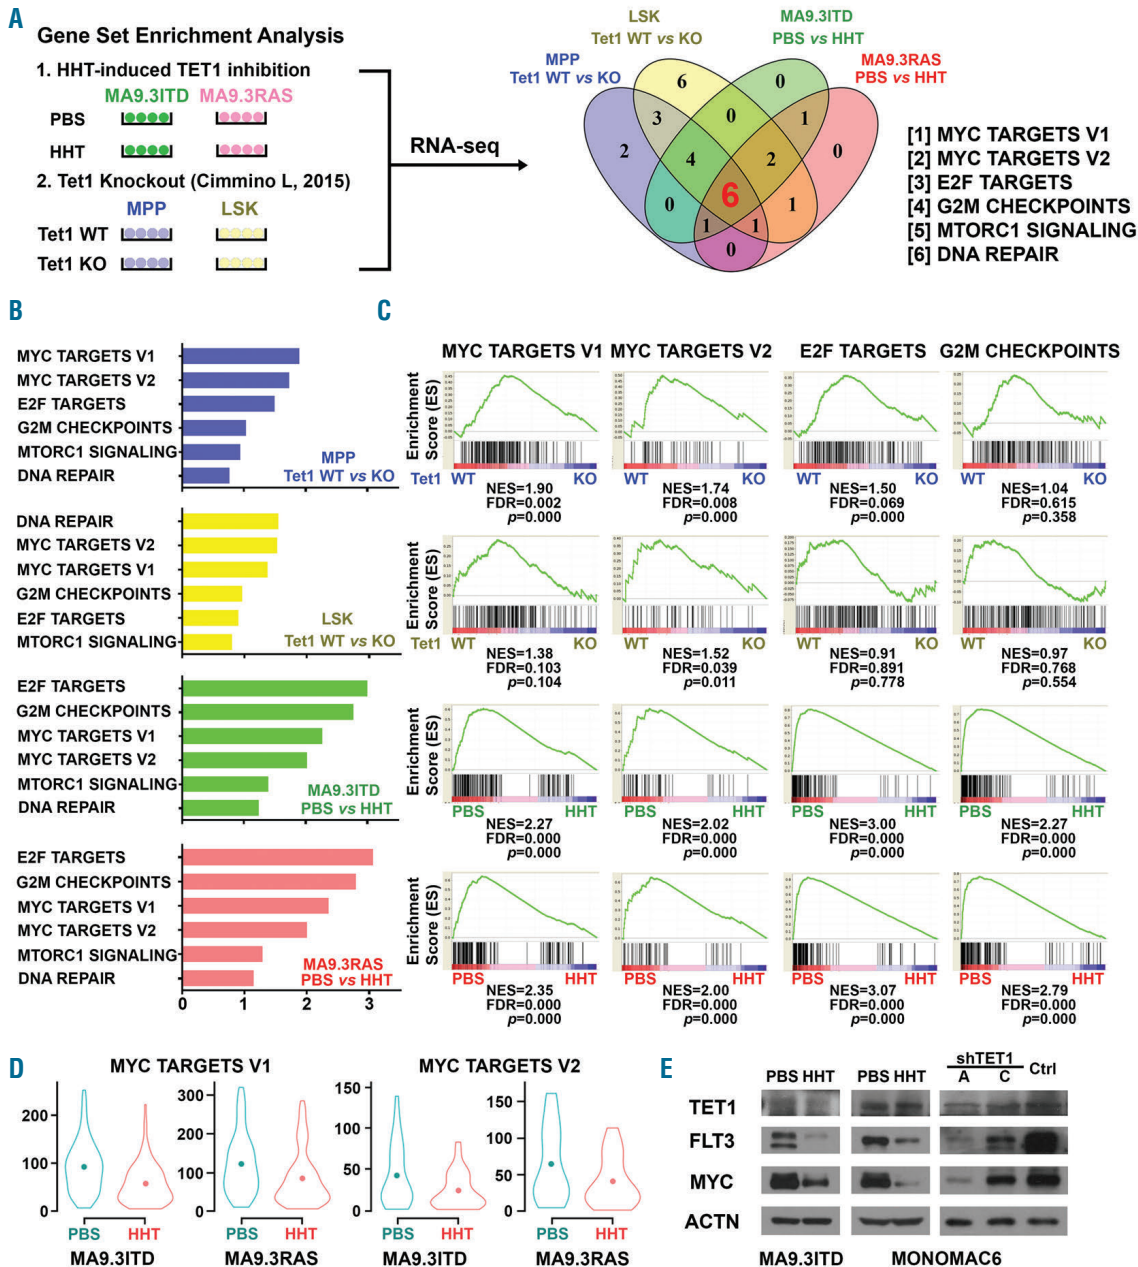 A
Gene Set Enrichment Analysis
1. HHT-induced TET1 inhibition
MA9.3ITD MA9.3RAS
PBS
HHT
2. Tet1 Knockout (Cimmino L, 2015)
MPP LSK
Tet1 WT
Tet1 KO
RNA-seq
LSK
Tet1 WT vs KO
MA9.3ITD
PBS vs HHT
MPP
Tet1 WT vs KO
MA9.3RAS
PBS vs HHT
6 0
3 0 1
2 4 2 0
6
0 1
1 1
0
[1] MYC TARGETS V1
[2] MYC TARGETS V2
[3] E2F TARGETS
[4] G2M CHECKPOINTS
[5] MTORC1 SIGNALING
[6] DNA REPAIR
B
MYC TARGETS V1
MYC TARGETS V2
E2F TARGETS
G2M CHECKPOINTS
MTORC1 SIGNALING
DNA REPAIR
MPP
Tet1 WT vs KO
DNA REPAIR
MYC TARGETS V2
MYC TARGETS V1
G2M CHECKPOINTS
E2F TARGETS
MTORC1 SIGNALING
LSK
Tet1 WT vs KO
E2F TARGETS
G2M CHECKPOINTS
MYC TARGETS V1
MYC TARGETS V2
MTORC1 SIGNALING
DNA REPAIR
MA9.3ITD
PBS vs HHT
E2F TARGETS
G2M CHECKPOINTS
MYC TARGETS V1
MYC TARGETS V2
MTORC1 SIGNALING
DNA REPAIR
MA9.3RAS
PBS vs HHT
0 1 2 3
C
MYC TARGETS V1 MYC TARGETS V2 E2F TARGETS G2M CHECKPOINTS
Enrichment
Score (ES)
Tet1 WT KO WT KO WT KO WT KO
NES=1.90 NES=1.74 NES=1.50 NES=1.04
FDR=0.002 FDR=0.008 FDR=0.069 FDR=0.615
p=0.000 p=0.000 p=0.000 p=0.358
Enrichment
Score (ES)
Tet1 WT KO WT KO WT KO WT KO
NES=1.38 NES=1.52 NES=0.91 NES=0.97
FDR=0.103 FDR=0.039 FDR=0.891 FDR=0.768
p=0.104 p=0.011 p=0.778 p=0.554
Enrichment
Score (ES)
PBS HHT PBS HHT PBS HHT PBS HHT
NES=2.27 NES=2.02 NES=3.00 NES=2.27
FDR=0.000 FDR=0.000 FDR=0.000 FDR=0.000
p=0.000 p=0.000 p=0.000 p=0.000
Enrichment
Score (ES)
PBS HHT PBS HHT PBS HHT PBS HHT
NES=2.35 NES=2.00 NES=3.07 NES=2.79
FDR=0.000 FDR=0.000 FDR=0.000 FDR=0.000
p=0.000 p=0.000 p=0.000 p=0.000
D
MYC TARGETS V1 MYC TARGETS V2
200
100
0
300
200
100
0
150
100
50
0
150
100
50
0
PBS HHT PBS HHT PBS HHT PBS HHT
MA9.3ITD MA9.3RAS MA9.3ITD MA9.3RAS
E
shTET1
PBS HHT PBS HHT A C Ctrl
TET1
FLT3
MYC
ACTN
MA9.3ITD MONOMAC6